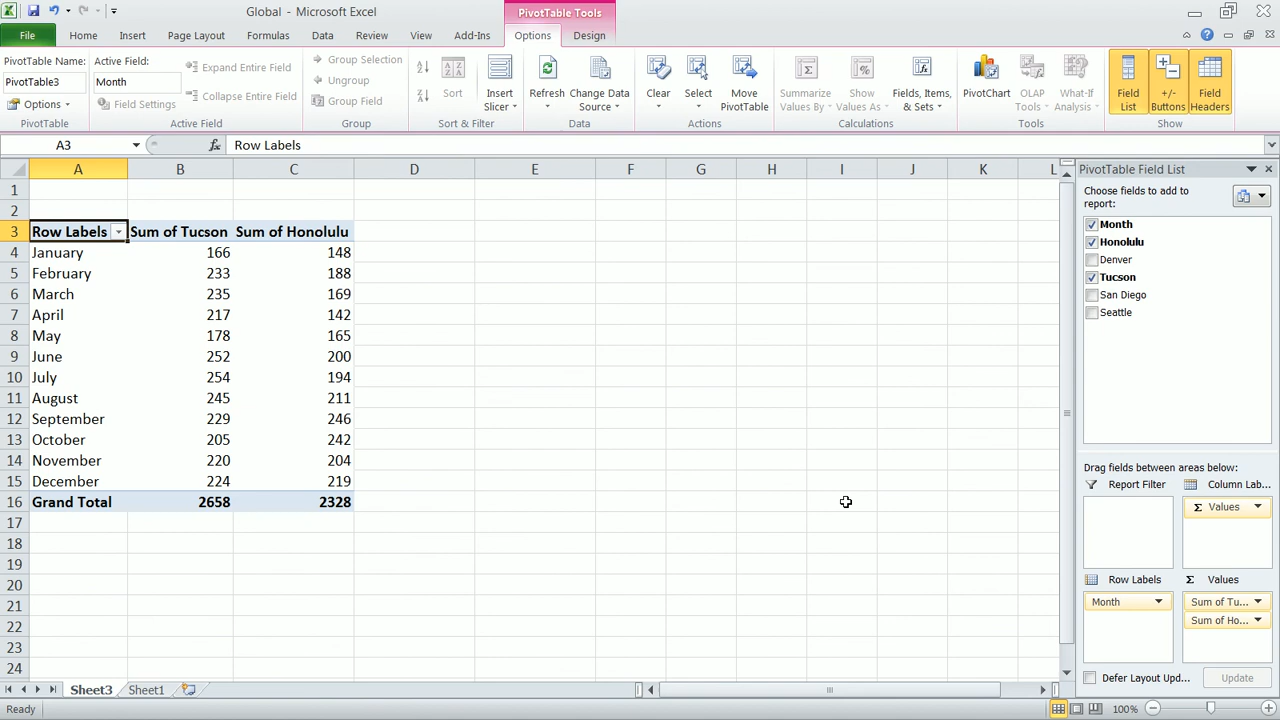 Global - Microsoft Excel
PivotTable Tools
File Home Insert Page Layout Formulas Data Review View Add-Ins Options Design
PivotTable Name:
PivotTable3
Options
PivotTable
Active Field:
Month
Field Settings
Expand Entire Field
Collapse Entire Field
Active Field
Group Selection
Ungroup
Group Field
Group
Sort
Insert
Slicer
Sort & Filter
Refresh
Change Data
Source
Data
Clear
Select
Move
PivotTable
Actions
Summarize
Values By
Show
Values As
Fields, Items,
& Sets
Calculations
PivotChart
OLAP
Tools
What-If
Analysis
Tools
Field
List
+/-
Buttons
Field
Headers
Show
A3 fx Row Labels
A B C D E F G H I J K L
1
2
3 Row Labels Sum of Tucson Sum of Honolulu
4 January 166 148
5 February 233 188
6 March 235 169
7 April 217 142
8 May 178 165
9 June 252 200
10 July 254 194
11 August 245 211
12 September 229 246
13 October 205 242
14 November 220 204
15 December 224 219
16 Grand Total 2658 2328
17
18
19
20
21
22
23
24
PivotTable Field List
Choose fields to add to
report:
Month
Honolulu
Denver
Tucson
San Diego
Seattle
Drag fields between areas below:
Report Filter
Column Lab...
Σ Values
Row Labels
Month
Σ Values
Sum of Tu...
Sum of Ho...
Defer Layout Upd...
Update
Sheet3 Sheet1
Ready
100%